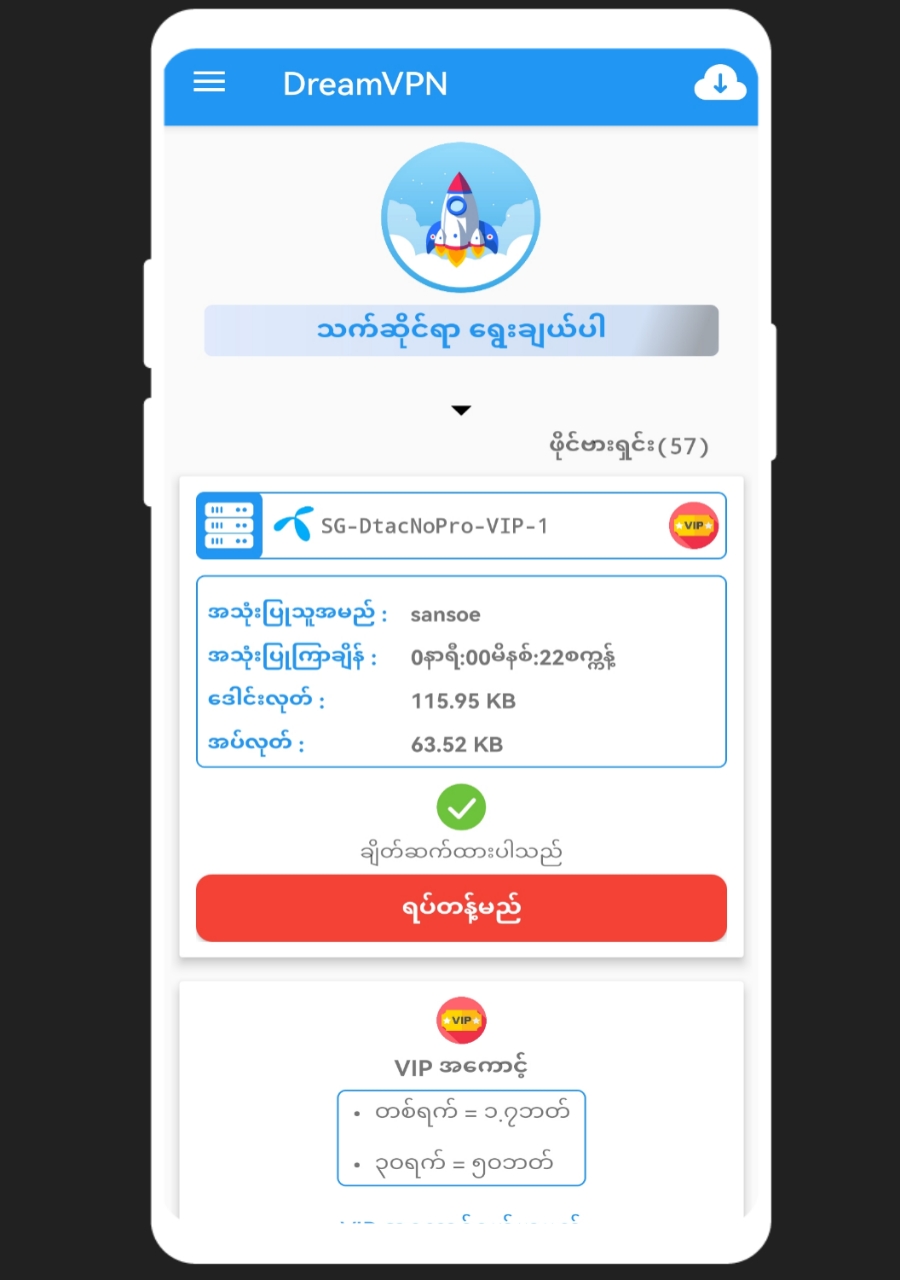 DreamVPN
သက်ဆိုင်ရာ ရွေးချယ်ပါ
ဖိုင်ဗားရှင်း(57)
SG-DtacNoPro-VIP-1
VIP
အသုံးပြုသူအမည် : sansoe
အသုံးပြုကြာချိန် : 0နာရီ:00မိနစ်:22စက္ကန့်
ဒေါင်းလုတ် : 115.95 KB
အပ်လုတ် : 63.52 KB
ချိတ်ဆက်ထားပါသည်
ရပ်တန့်မည်
VIP
VIP အကောင့်
• တစ်ရက် = ၁.၇ဘတ်
• ၃၀ရက် = ၅၀ဘတ်